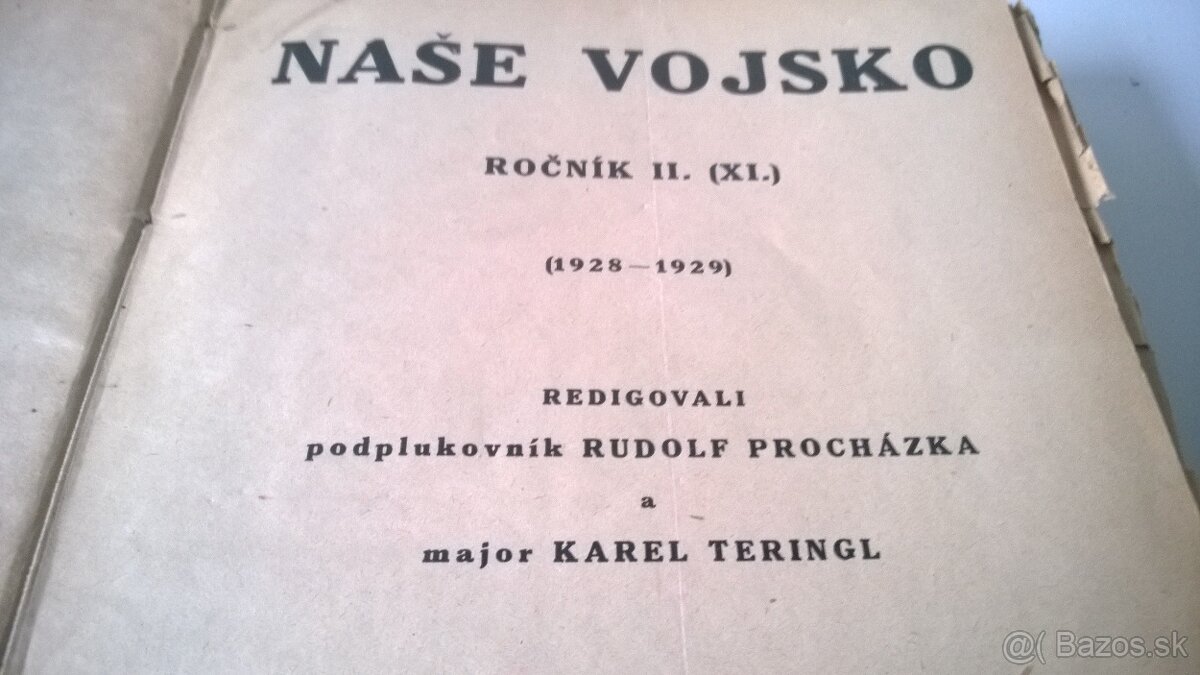 NAŠE VOJSKO
ROČNÍK II. (XI.)
(1928—1929)
REDIGOVALI
podplukovník RUDOLF PROCHÁZKA
a
major KAREL TERINGL
@( Bazos.sk